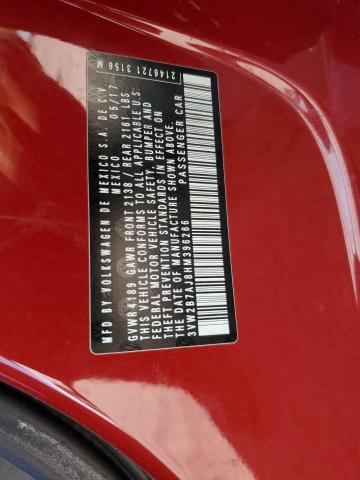 2146721 3156 M
MFD BY VOLKSWAGEN DE MEXICO S.A. DE C.V.
MEXICO 05/17
GVWR4189 GAWR FRONT 2138 / REAR 2161 LBS
THIS VEHICLE CONFORMS TO ALL APPLICABLE U.S.
FEDERAL MOTOR VEHICLE SAFETY, BUMPER AND
THEFT PREVENTION STANDARDS IN EFFECT ON
THE DATE OF MANUFACTURE SHOWN ABOVE.
3VW2B7AJ8HM396266 PASSENGER CAR